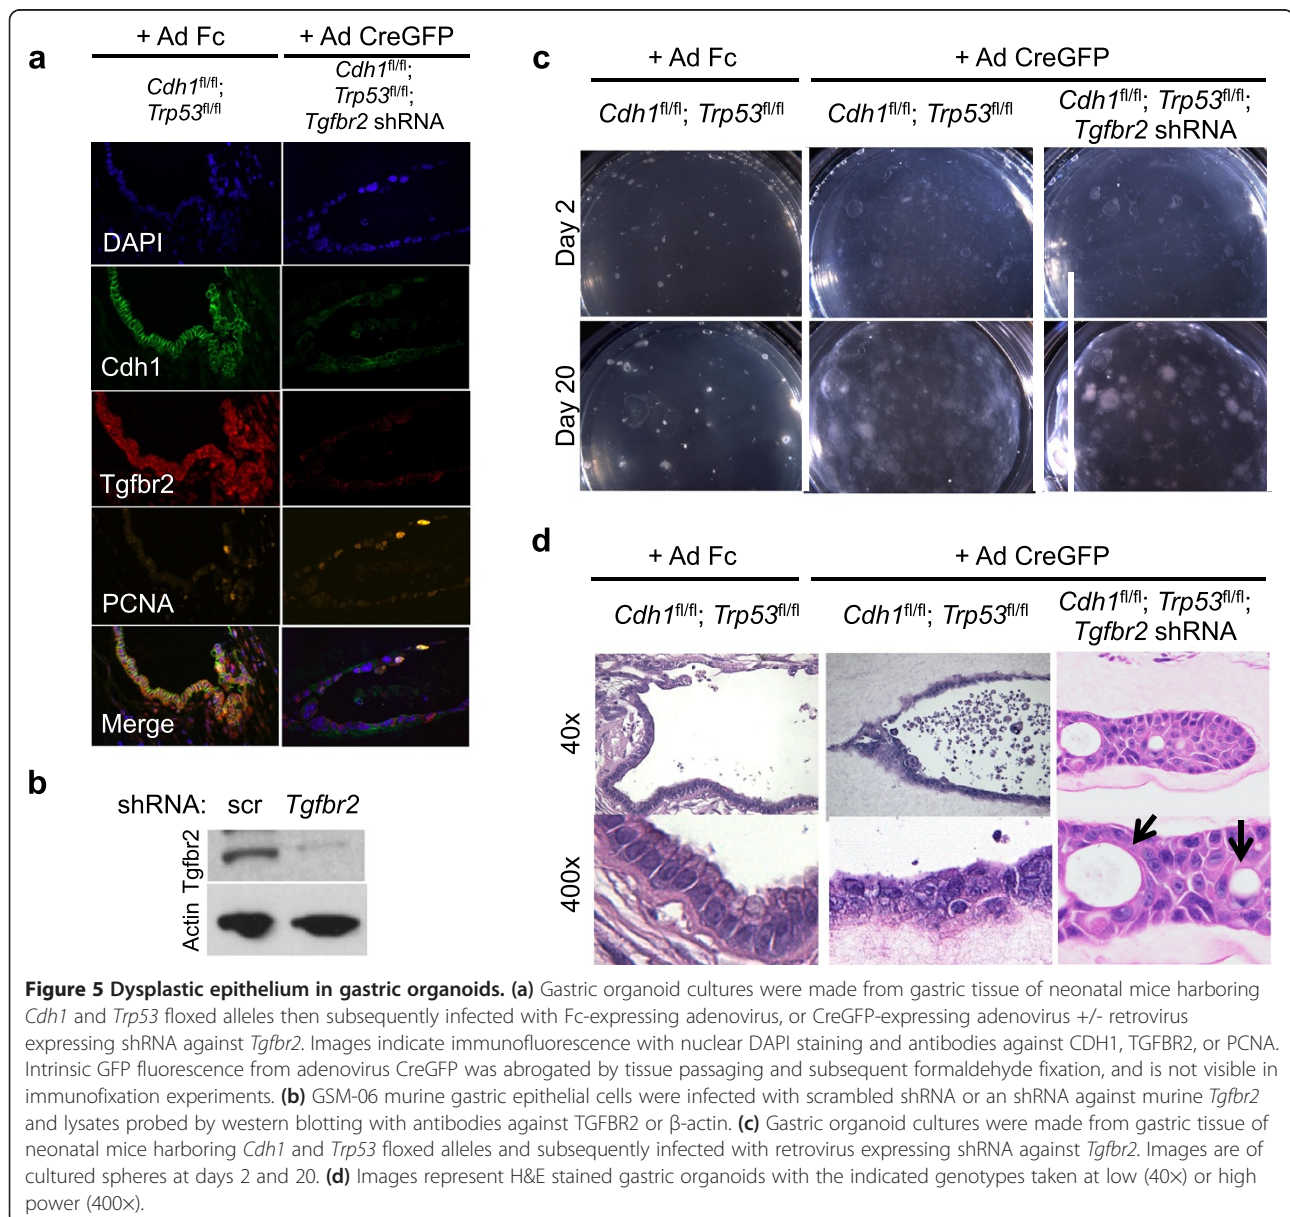 a
+ Ad Fc
+ Ad CreGFP
Cdh1fl/fl;
Trp53fl/fl
Cdh1fl/fl;
Trp53fl/fl;
Tgfbr2 shRNA
DAPI
Cdh1
Tgfbr2
PCNA
Merge
b
shRNA: scr Tgfbr2
Tgfbr2
Actin
c
+ Ad Fc
+ Ad CreGFP
Cdh1fl/fl; Trp53fl/fl
Cdh1fl/fl; Trp53fl/fl
Cdh1fl/fl; Trp53fl/fl;
Tgfbr2 shRNA
Day 2
Day 20
d
+ Ad Fc
+ Ad CreGFP
Cdh1fl/fl; Trp53fl/fl
Cdh1fl/fl; Trp53fl/fl
Cdh1fl/fl; Trp53fl/fl;
Tgfbr2 shRNA
40x
400x
Figure 5 Dysplastic epithelium in gastric organoids. (a) Gastric organoid cultures were made from gastric tissue of neonatal mice harboring
Cdh1 and Trp53 floxed alleles then subsequently infected with Fc-expressing adenovirus, or CreGFP-expressing adenovirus +/- retrovirus
expressing shRNA against Tgfbr2. Images indicate immunofluorescence with nuclear DAPI staining and antibodies against CDH1, TGFBR2, or PCNA.
Intrinsic GFP fluorescence from adenovirus CreGFP was abrogated by tissue passaging and subsequent formaldehyde fixation, and is not visible in
immunofixation experiments. (b) GSM-06 murine gastric epithelial cells were infected with scrambled shRNA or an shRNA against murine Tgfbr2
and lysates probed by western blotting with antibodies against TGFBR2 or β-actin. (c) Gastric organoid cultures were made from gastric tissue of
neonatal mice harboring Cdh1 and Trp53 floxed alleles and subsequently infected with retrovirus expressing shRNA against Tgfbr2. Images are of
cultured spheres at days 2 and 20. (d) Images represent H&E stained gastric organoids with the indicated genotypes taken at low (40×) or high
power (400×).